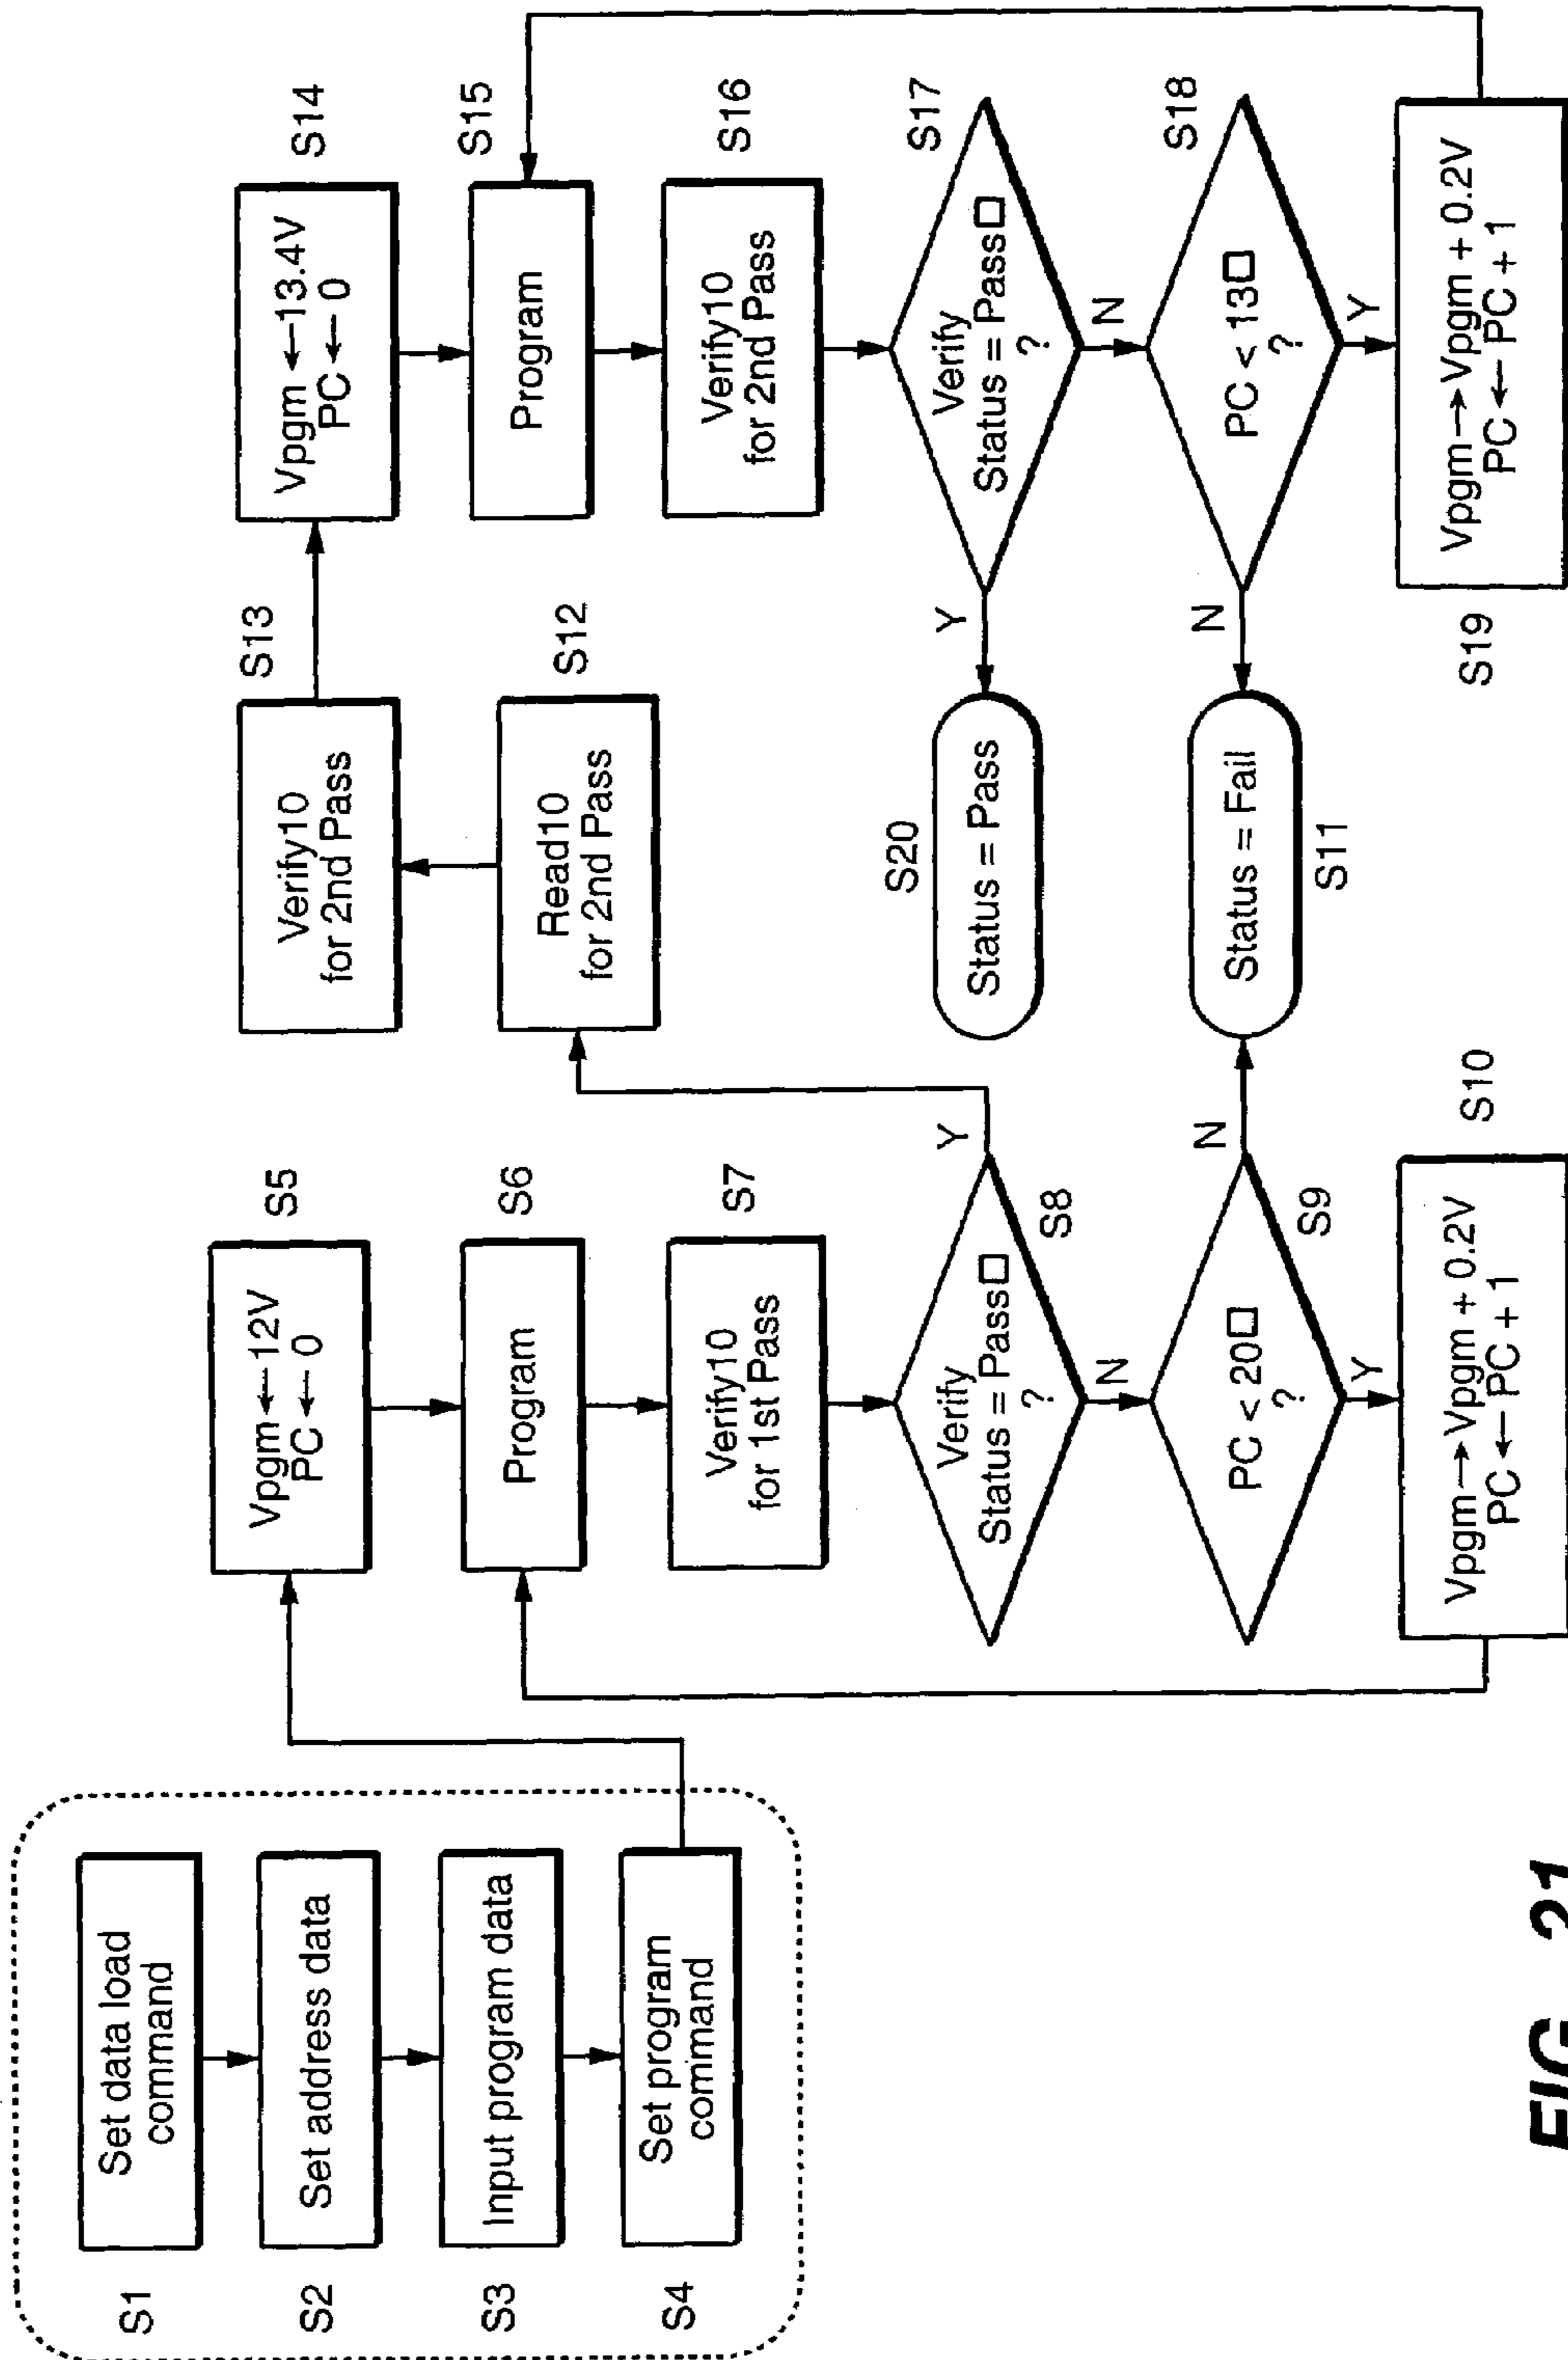 S1
Set data load
command
S2
Set address data
S3
Input program data
S4
Set program
command
Vpgm ← 12V
PC ← 0
S5
Program
S6
Verify10
for 1st Pass
S7
Verify
Status = Pass□
?
S8
Y
N
PC < 20□
?
S9
N
Y
Vpgm → Vpgm + 0.2V
PC ← PC + 1
S10
Status = Fail
S11
Read10
for 2nd Pass
S12
Verify10
for 2nd Pass
S13
Vpgm ← 13.4V
PC ← 0
S14
Program
S15
Verify10
for 2nd Pass
S16
Verify
Status = Pass□
?
S17
Y
N
PC < 13□
?
S18
N
Y
Vpgm → Vpgm + 0.2V
PC ← PC + 1
S19
S20
Status = Pass
FIG._21